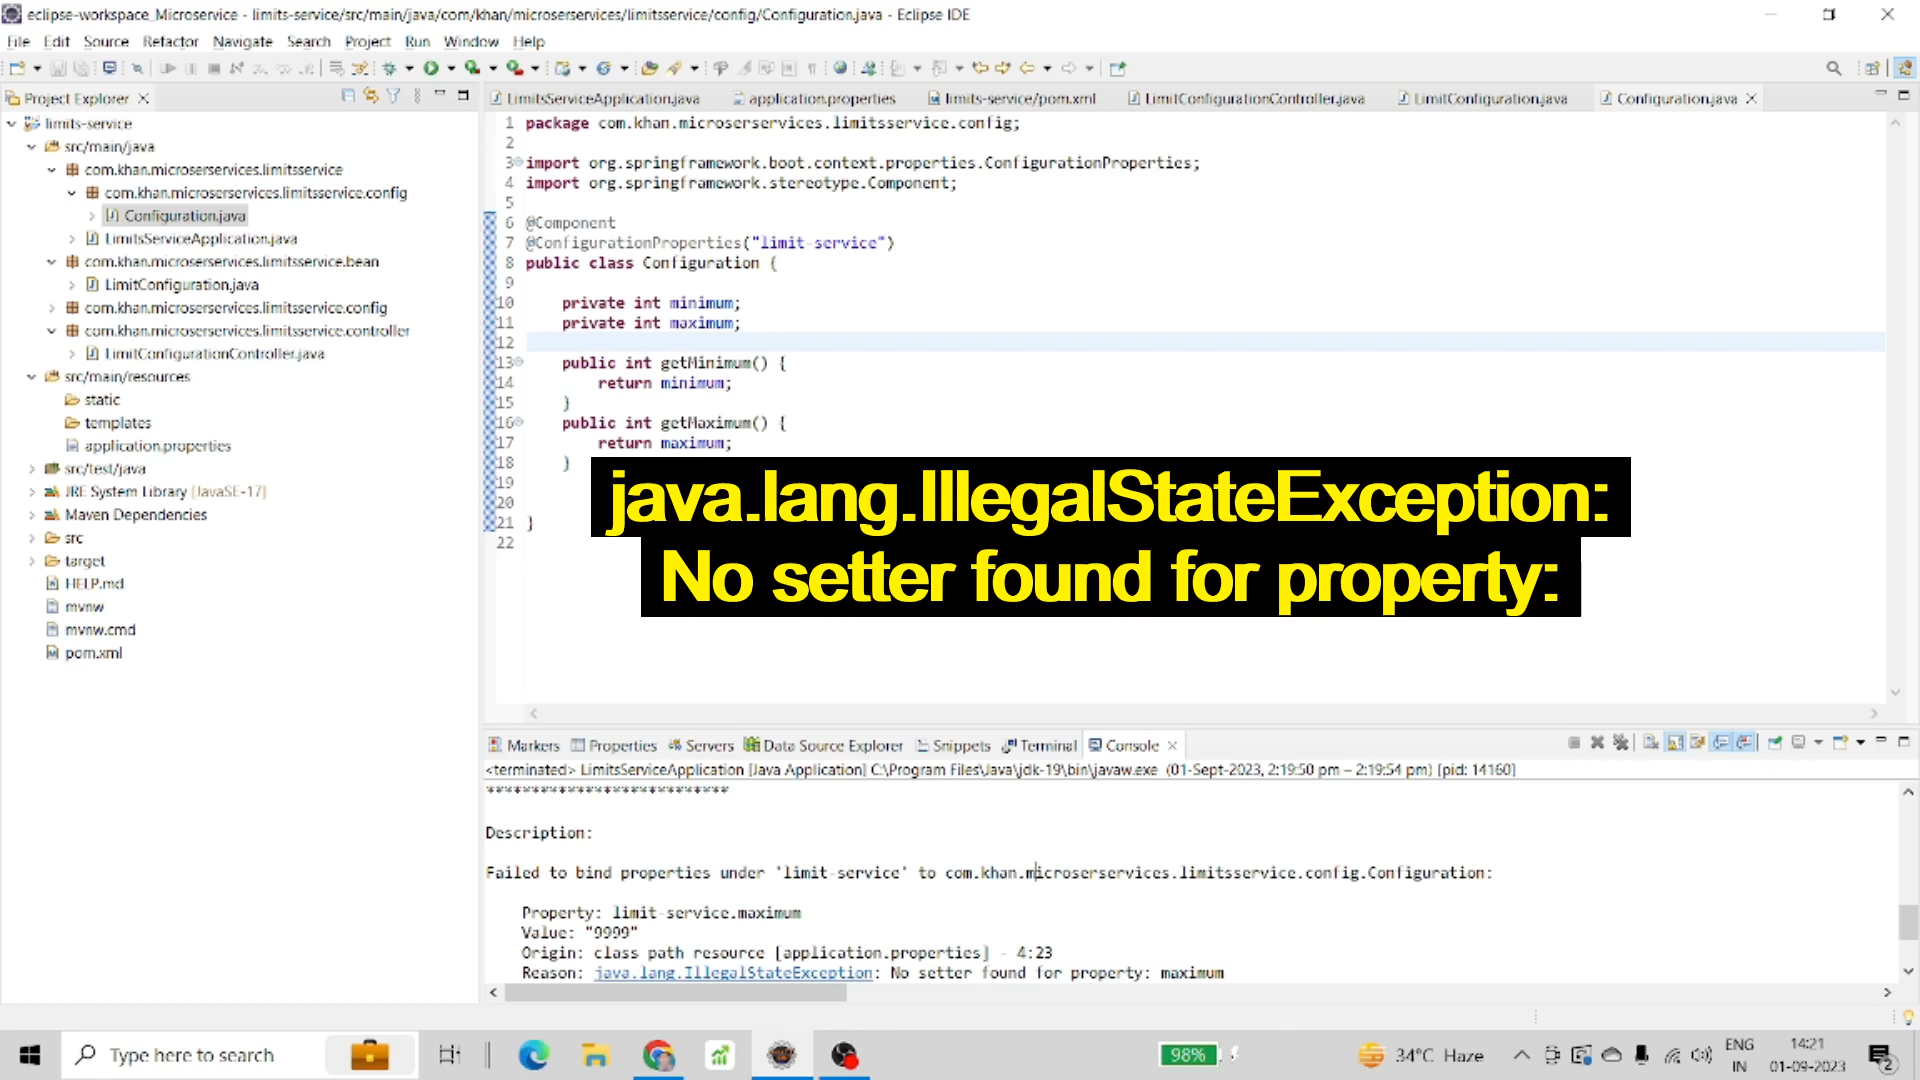 eclipse-workspace_Microservice - limits-service/src/main/java/com/khan/microserservices/limitsservice/config/Configuration.java - Eclipse IDE
File Edit Source Refactor Navigate Search Project Run Window Help
Project Explorer
limits-service
src/main/java
com.khan.microserservices.limitsservice
com.khan.microserservices.limitsservice.config
Configuration.java
LimitsServiceApplication.java
com.khan.microserservices.limitsservice.bean
LimitConfiguration.java
com.khan.microserservices.limitsservice.config
com.khan.microserservices.limitsservice.controller
LimitConfigurationController.java
src/main/resources
static
templates
application.properties
src/test/java
JRE System Library [JavaSE-17]
Maven Dependencies
src
target
HELP.md
mvnw
mvnw.cmd
pom.xml
LimitsServiceApplication.java application.properties limits-service/pom.xml LimitConfigurationController.java LimitConfiguration.java Configuration.java
1 package com.khan.microserservices.limitsservice.config;
2
3 import org.springframework.boot.context.properties.ConfigurationProperties;
4 import org.springframework.stereotype.Component;
5
6 @Component
7 @ConfigurationProperties("limit-service")
8 public class Configuration {
9
10 private int minimum;
11 private int maximum;
12
13 public int getMinimum() {
14 return minimum;
15 }
16 public int getMaximum() {
17 return maximum;
18 }
19
20
21 }
22
java.lang.IllegalStateException:
No setter found for property:
Markers Properties Servers Data Source Explorer Snippets Terminal Console
<terminated> LimitsServiceApplication [Java Application] C:\Program Files\Java\jdk-19\bin\javaw.exe (01-Sept-2023, 2:19:50 pm – 2:19:54 pm) [pid: 14160]
***************************
Description:
Failed to bind properties under 'limit-service' to com.khan.microserservices.limitsservice.config.Configuration:
Property: limit-service.maximum
Value: "9999"
Origin: class path resource [application.properties] - 4:23
Reason: java.lang.IllegalStateException: No setter found for property: maximum
Type here to search
98%
34°C Haze
ENG
IN
14:21
01-09-2023
2